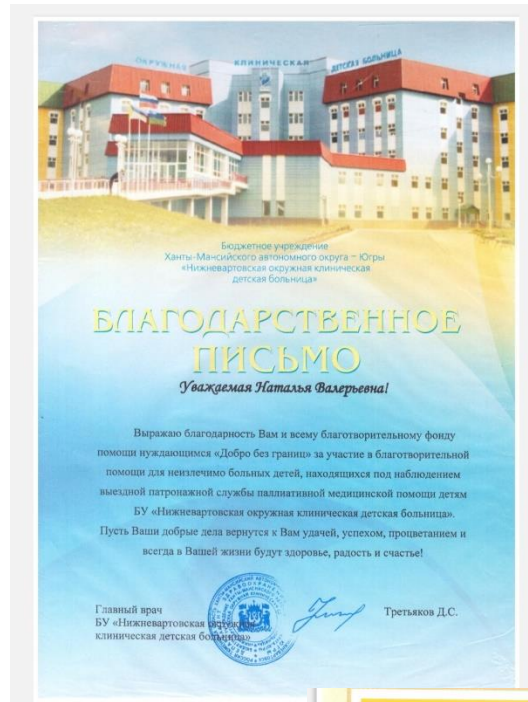 ОКРУЖНАЯ КЛИНИЧЕСКАЯ ДЕТСКАЯ БОЛЬНИЦА
Бюджетное учреждение
Ханты-Мансийского автономного округа – Югры
«Нижневартовская окружная клиническая
детская больница»
БЛАГОДАРСТВЕННОЕ
ПИСЬМО
Уважаемая Наталья Валерьевна!
Выражаю благодарность Вам и всему благотворительному фонду
помощи нуждающимся «Добро без границ» за участие в благотворительной
помощи для неизлечимо больных детей, находящихся под наблюдением
выездной патронажной службы паллиативной медицинской помощи детям
БУ «Нижневартовская окружная клиническая детская больница».
Пусть Ваши добрые дела вернутся к Вам удачей, успехом, процветанием и
всегда в Вашей жизни будут здоровье, радость и счастье!
Главный врач
БУ «Нижневартовская окружная
клиническая детская больница»
Третьяков Д.С.